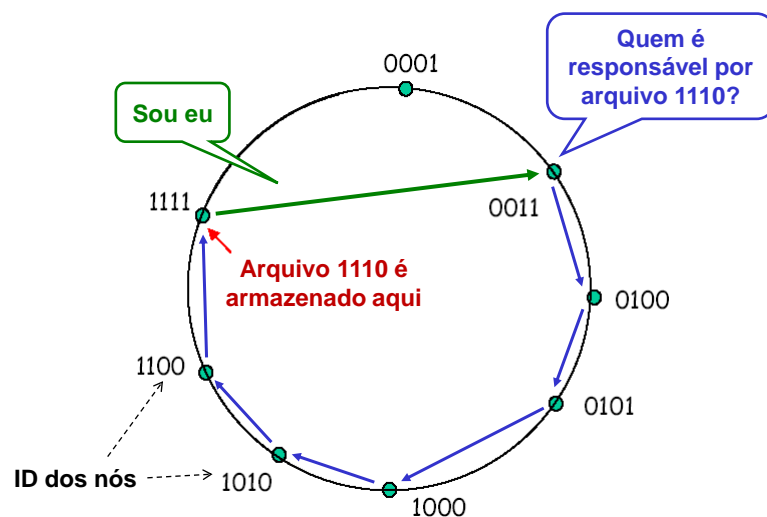 Quem é
responsável por
arquivo 1110?
0001
Sou eu
1111
0011
Arquivo 1110 é
armazenado aqui
0100
1100
0101
ID dos nós
1010
1000